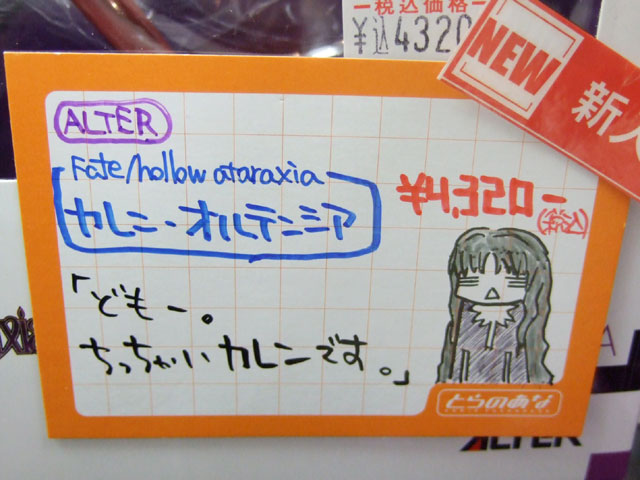 税込価格
¥込4320
NEW
新入
ALTER
Fate/hollow ataraxia
カレン・オルテンシア
¥4,320-
(税込)
「どもー。
ちっちゃいカレンです。」
とらのあな
ALTER